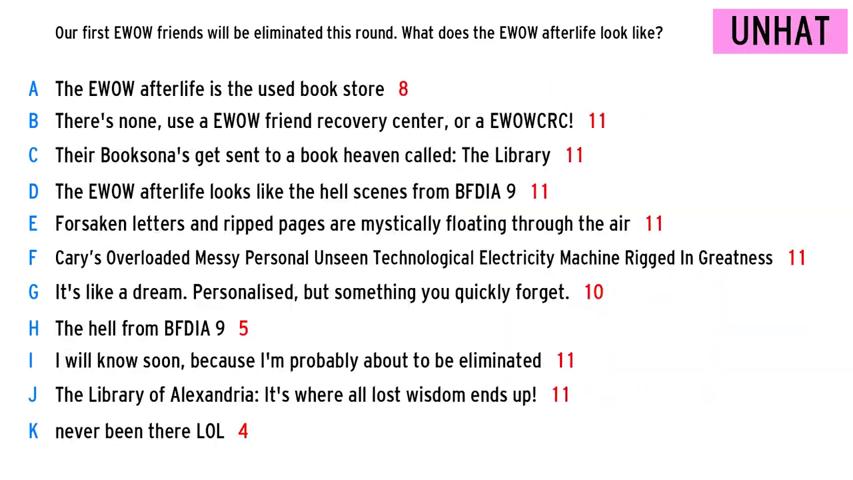 Our first EWOW friends will be eliminated this round. What does the EWOW afterlife look like?
UNHAT
A The EWOW afterlife is the used book store 8
B There's none, use a EWOW friend recovery center, or a EWOWCRC! 11
C Their Booksona's get sent to a book heaven called: The Library 11
D The EWOW afterlife looks like the hell scenes from BFDIA 9 11
E Forsaken letters and ripped pages are mystically floating through the air 11
F Cary's Overloaded Messy Personal Unseen Technological Electricity Machine Rigged In Greatness 11
G It's like a dream. Personalised, but something you quickly forget. 10
H The hell from BFDIA 9 5
I I will know soon, because I'm probably about to be eliminated 11
J The Library of Alexandria: It's where all lost wisdom ends up! 11
K never been there LOL 4